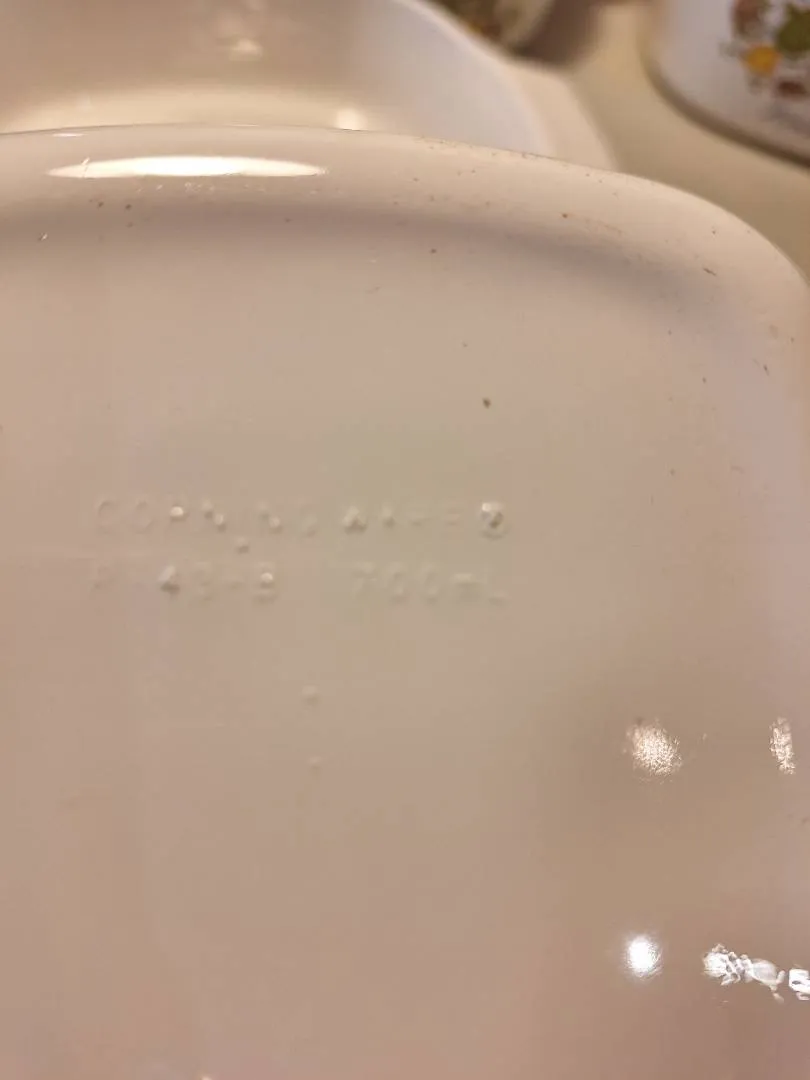 CORNING WARE ®
P-43-B 700mL